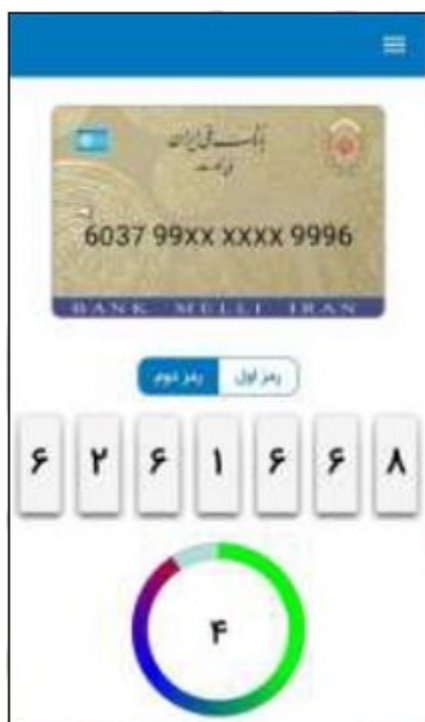 بانک ملی ایران
6037 99XX XXXX 9996
BANK MELLI IRAN
رمز اول رمز دوم
۶ ۲ ۶ ۱ ۶ ۶ ۸
۴